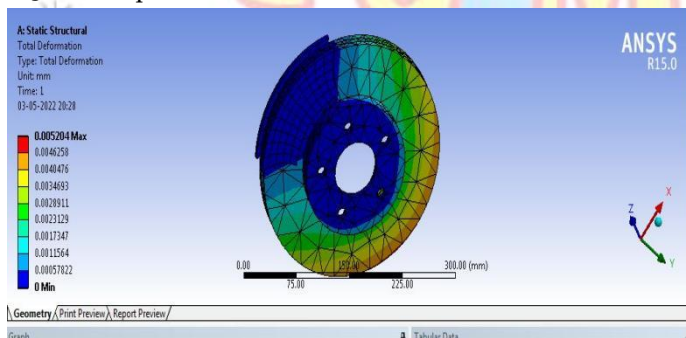 A: Static Structural
Total Deformation
Type: Total Deformation
Unit: mm
Time: 1
03-05-2022 20:28
ANSYS
R15.0
0.005204 Max
0.0046258
0.0040476
0.0034693
0.0028911
0.0023129
0.0017347
0.0011564
0.00057822
0 Min
X
Z
Y
0.00
150.00
300.00 (mm)
75.00
225.00
Geometry Print Preview Report Preview
Graph
Tabular Data